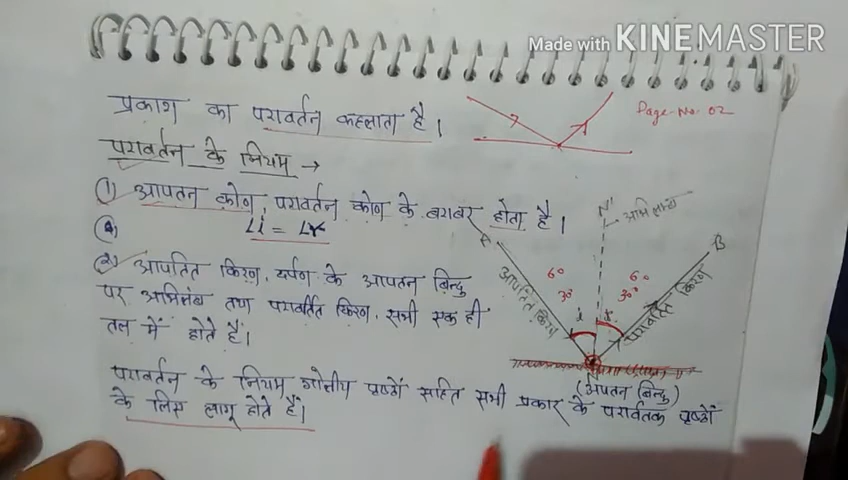 Made with KINEMASTER
Page No. 02
प्रकाश का परावर्तन कहलाता है।
परावर्तन के नियम →
(1) आपतन कोण, परावर्तन कोण के बराबर होता है।
∠i = ∠r
(2) आपतित किरण, दर्पण के आपतन बिन्दु
पर अभिलंब तथा परावर्तित किरण, सभी एक ही
तल में होते हैं।
N'
अभिलम्ब
A
B
आपतित किरण
परावर्तित किरण
60
60
30°
30°
i
r
(आपतन बिन्दु)
परावर्तन के नियम गोलीय पृष्ठों सहित सभी प्रकार के परावर्तक पृष्ठों
के लिए लागू होते हैं।